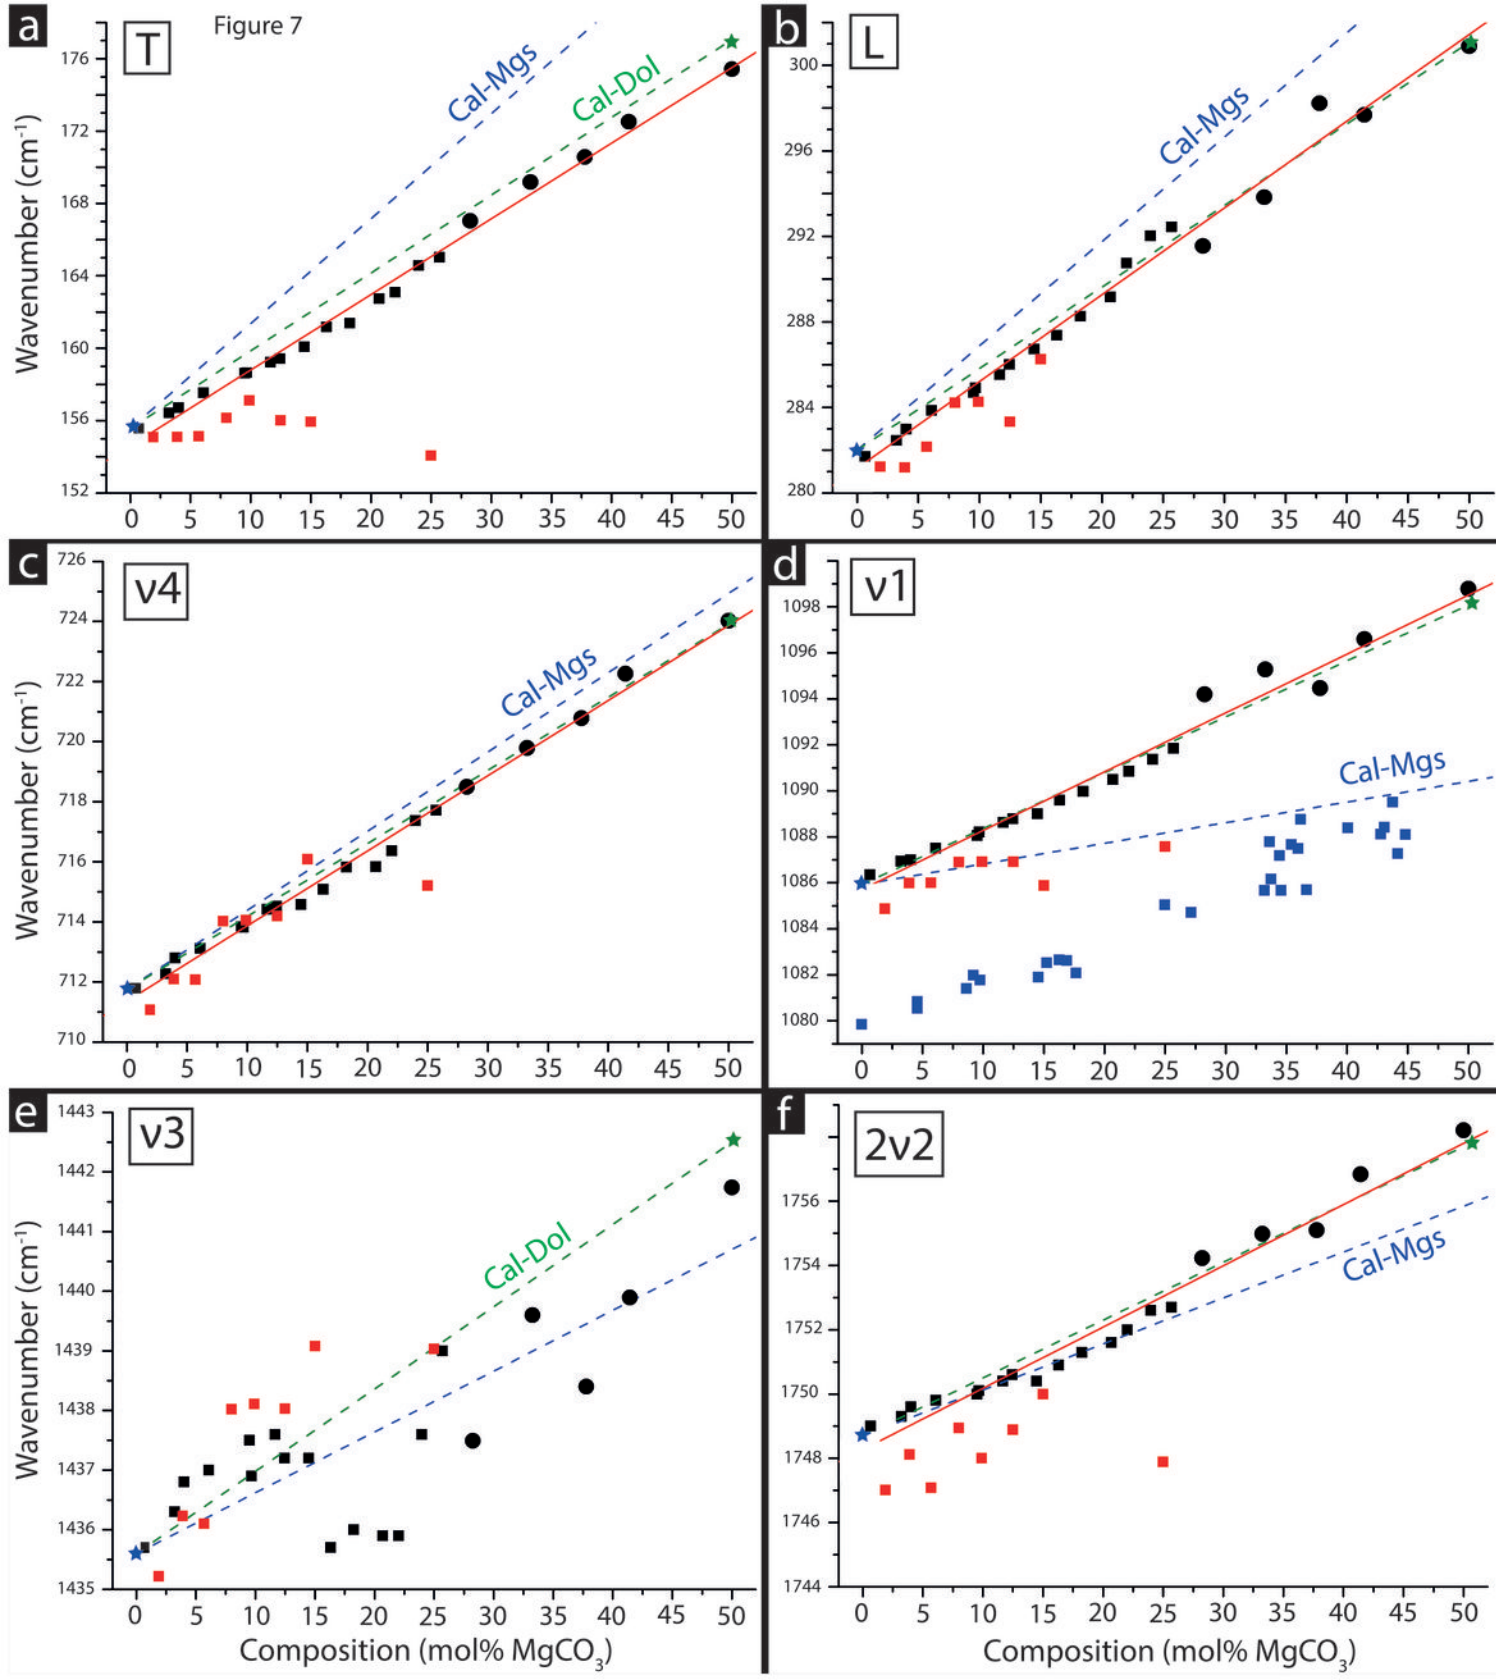 Figure 7
a
T
Cal-Mgs
Cal-Dol
Wavenumber (cm⁻¹)
176
172
168
164
160
156
152
0 5 10 15 20 25 30 35 40 45 50
b
L
Cal-Mgs
300
296
292
288
284
280
0 5 10 15 20 25 30 35 40 45 50
c
ν4
Cal-Mgs
Wavenumber (cm⁻¹)
726
724
722
720
718
716
714
712
710
0 5 10 15 20 25 30 35 40 45 50
d
ν1
Cal-Mgs
1098
1096
1094
1092
1090
1088
1086
1084
1082
1080
0 5 10 15 20 25 30 35 40 45 50
e
ν3
Cal-Dol
Wavenumber (cm⁻¹)
1443
1442
1441
1440
1439
1438
1437
1436
1435
0 5 10 15 20 25 30 35 40 45 50
Composition (mol% MgCO₃)
f
2ν2
Cal-Mgs
1756
1754
1752
1750
1748
1746
1744
0 5 10 15 20 25 30 35 40 45 50
Composition (mol% MgCO₃)